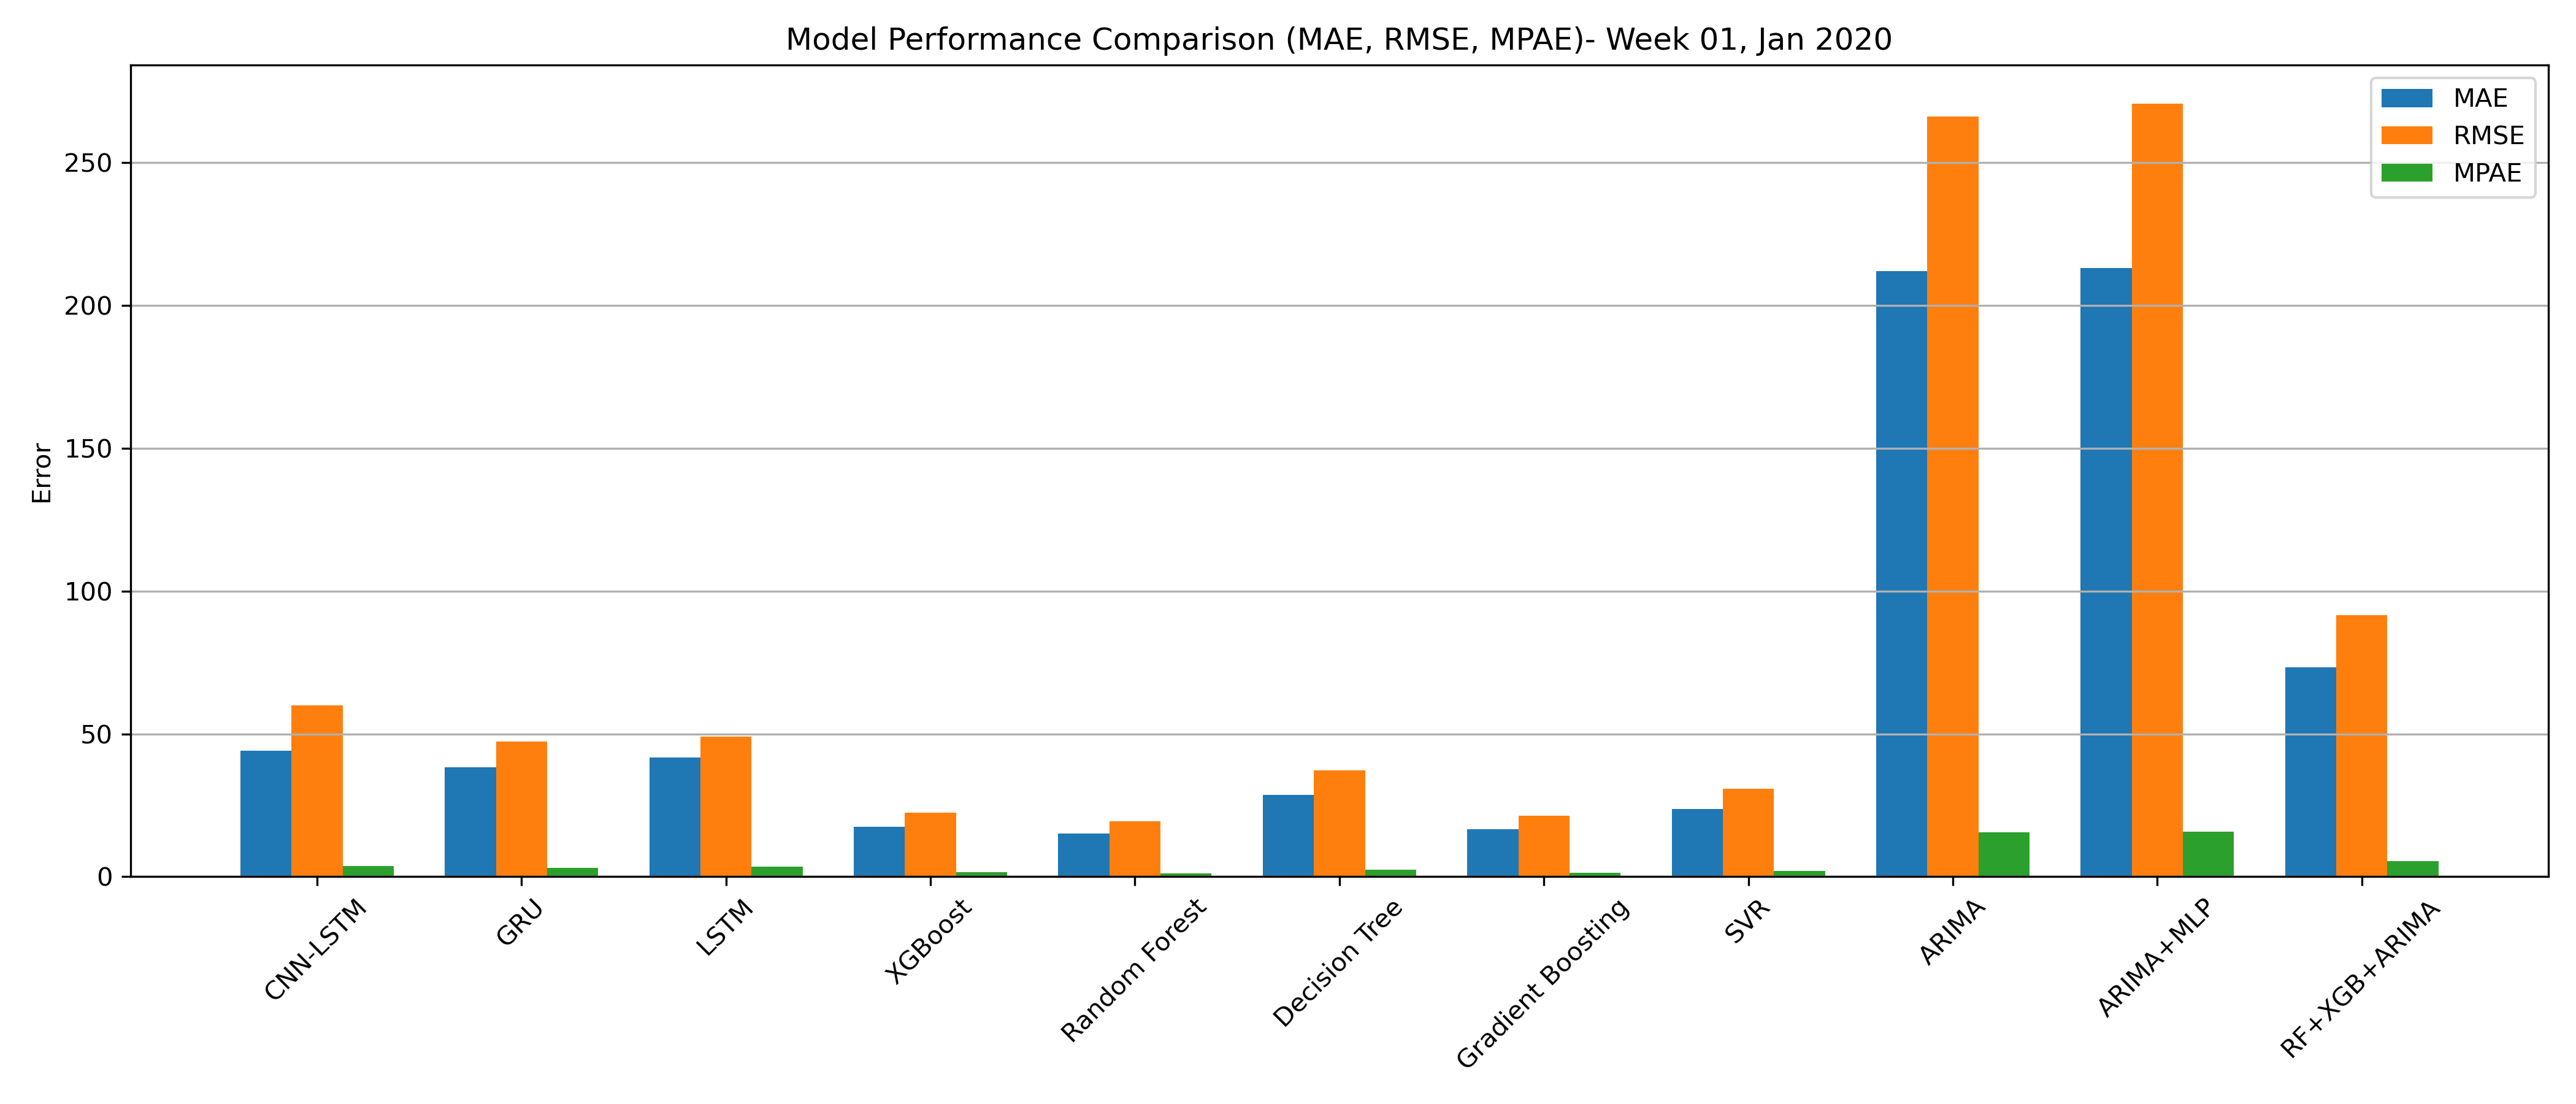 Model Performance Comparison (MAE, RMSE, MPAE)- Week 01, Jan 2020
MAE
RMSE
MPAE
Error
250
200
150
100
50
0
CNN-LSTM
GRU
LSTM
XGBoost
Random Forest
Decision Tree
Gradient Boosting
SVR
ARIMA
ARIMA+MLP
RF+XGB+ARIMA